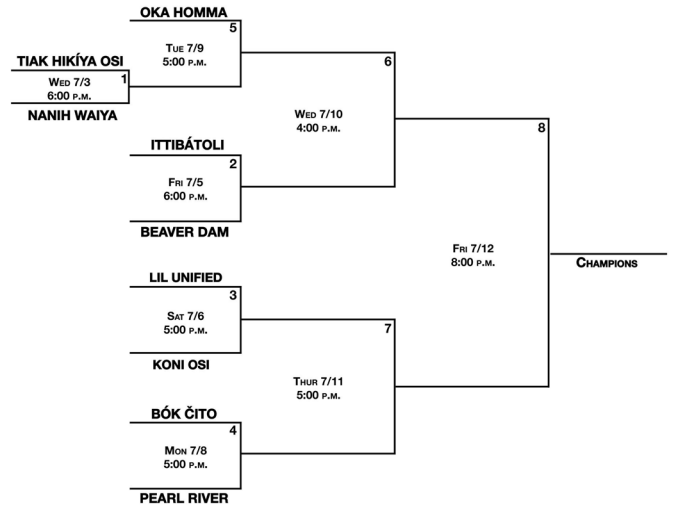 OKA HOMMA
5
TUE 7/9
5:00 P.M.
TIAK HIKÍYA OSI
1
WED 7/3
6:00 P.M.
NANIH WAIYA
6
WED 7/10
4:00 P.M.
ITTIBÁTOLI
2
FRI 7/5
6:00 P.M.
BEAVER DAM
8
FRI 7/12
8:00 P.M.
CHAMPIONS
LIL UNIFIED
3
SAT 7/6
5:00 P.M.
KONI OSI
7
THUR 7/11
5:00 P.M.
BÓK ČITO
4
MON 7/8
5:00 P.M.
PEARL RIVER